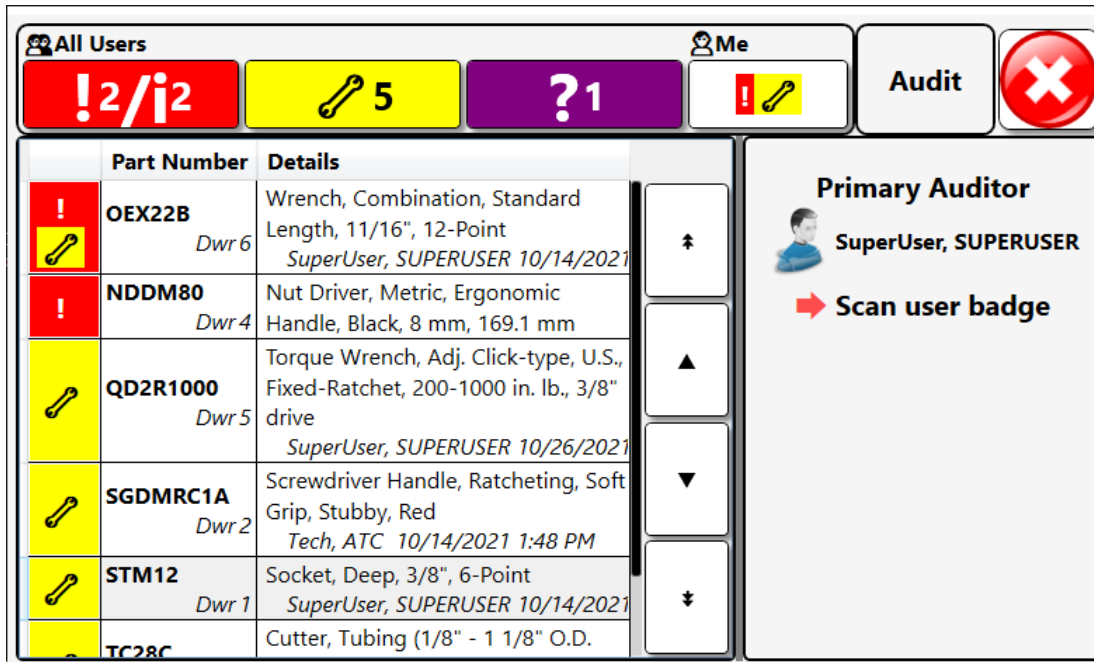 All Users
Me
!2/i2
5
?1
!
Audit
Part Number Details
!
OEX22B
Dwr 6
Wrench, Combination, Standard
Length, 11/16", 12-Point
SuperUser, SUPERUSER 10/14/2021
!
NDDM80
Dwr 4
Nut Driver, Metric, Ergonomic
Handle, Black, 8 mm, 169.1 mm
QD2R1000
Dwr 5
Torque Wrench, Adj. Click-type, U.S.,
Fixed-Ratchet, 200-1000 in. lb., 3/8"
drive
SuperUser, SUPERUSER 10/26/2021
SGDMRC1A
Dwr 2
Screwdriver Handle, Ratcheting, Soft
Grip, Stubby, Red
Tech, ATC 10/14/2021 1:48 PM
STM12
Dwr 1
Socket, Deep, 3/8", 6-Point
SuperUser, SUPERUSER 10/14/2021
TC28C
Cutter, Tubing (1/8" - 1 1/8" O.D.
Primary Auditor
SuperUser, SUPERUSER
Scan user badge